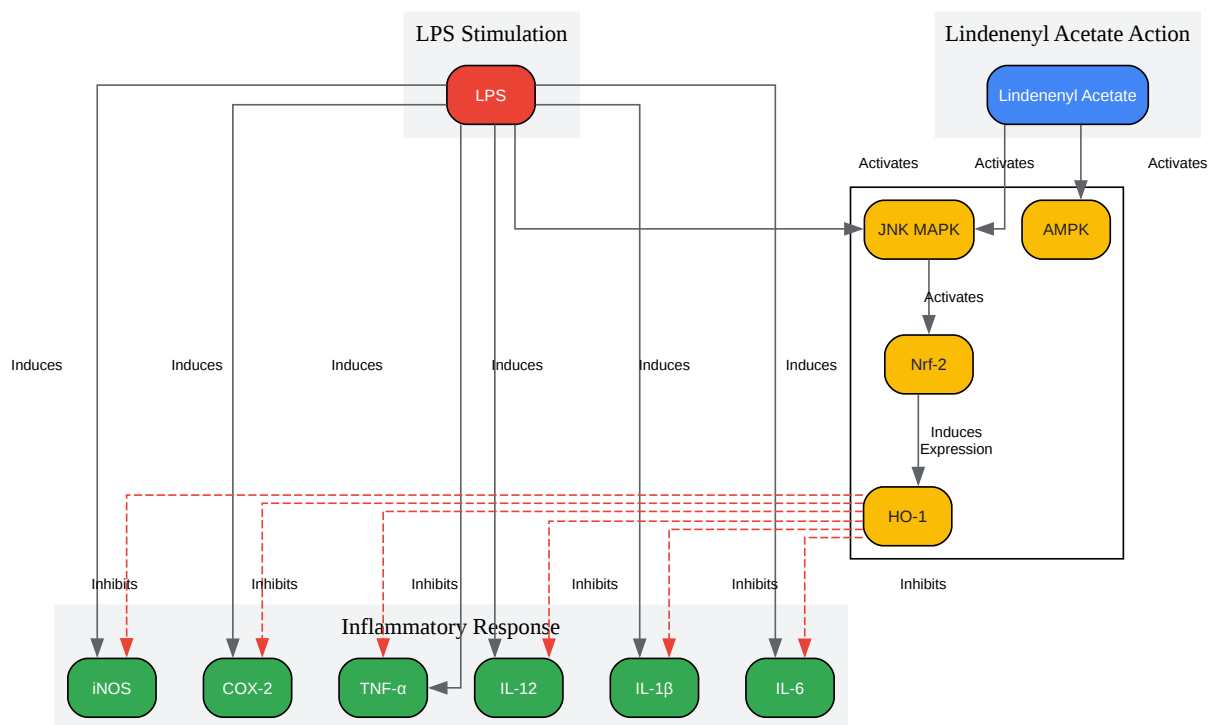 LPS Stimulation
Lindenenyl Acetate Action
LPS
Lindenenyl Acetate
Activates
Activates
Activates
JNK MAPK
AMPK
Activates
Induces
Induces
Induces
Induces
Induces
Induces
Nrf-2
Induces
Expression
HO-1
Inhibits
Inhibits
Inhibits
Inhibits
Inhibits
Inhibits
Inflammatory Response
iNOS
COX-2
TNF-α
IL-12
IL-1β
IL-6